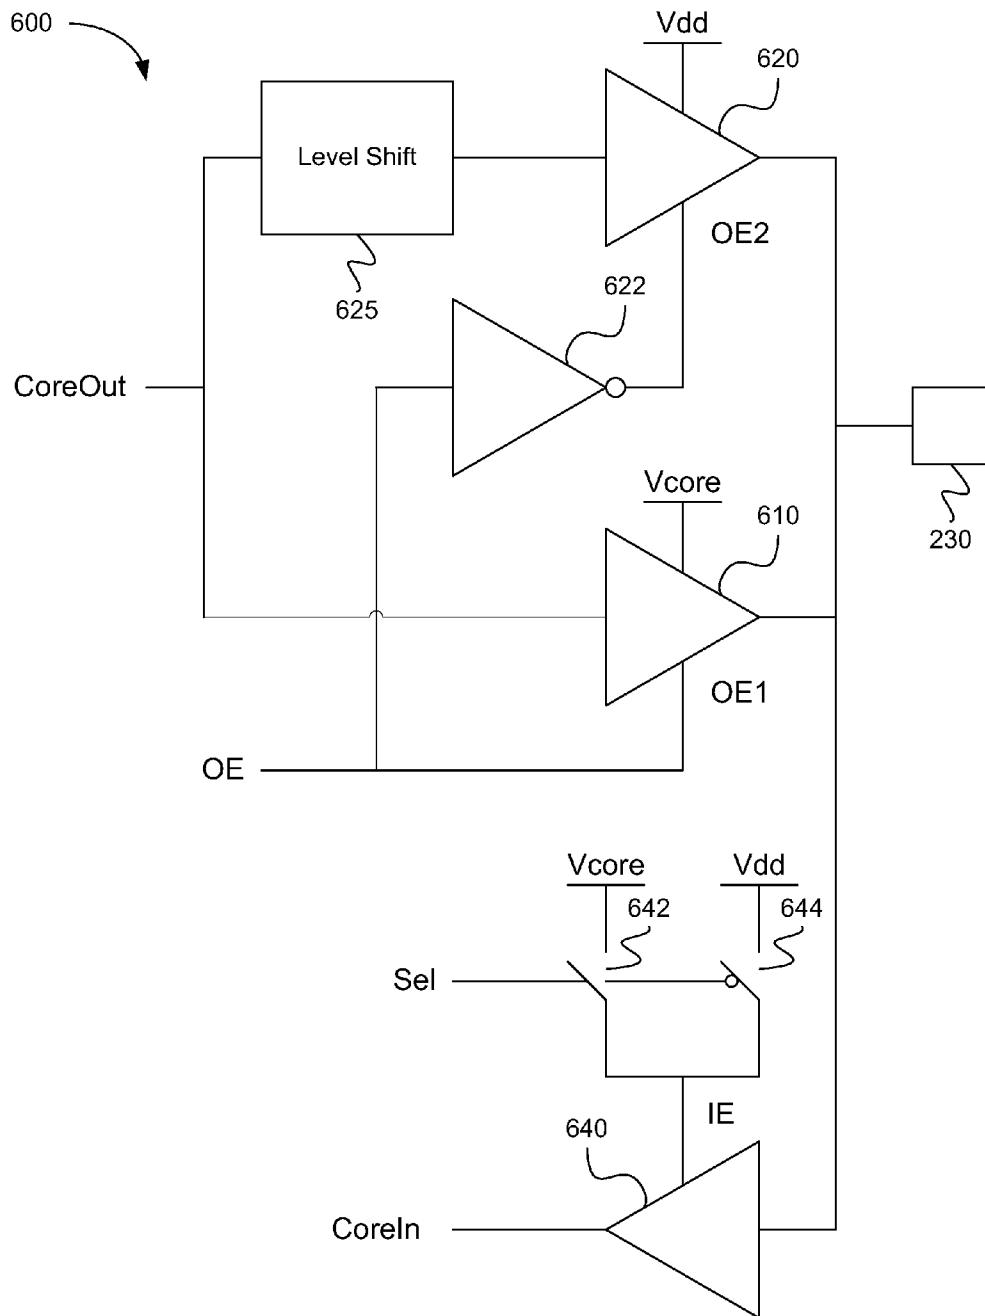 600
Vdd
620
Level Shift
OE2
625
622
CoreOut
Vcore
610
230
OE1
OE
Vcore
Vdd
642
644
Sel
IE
640
CoreIn